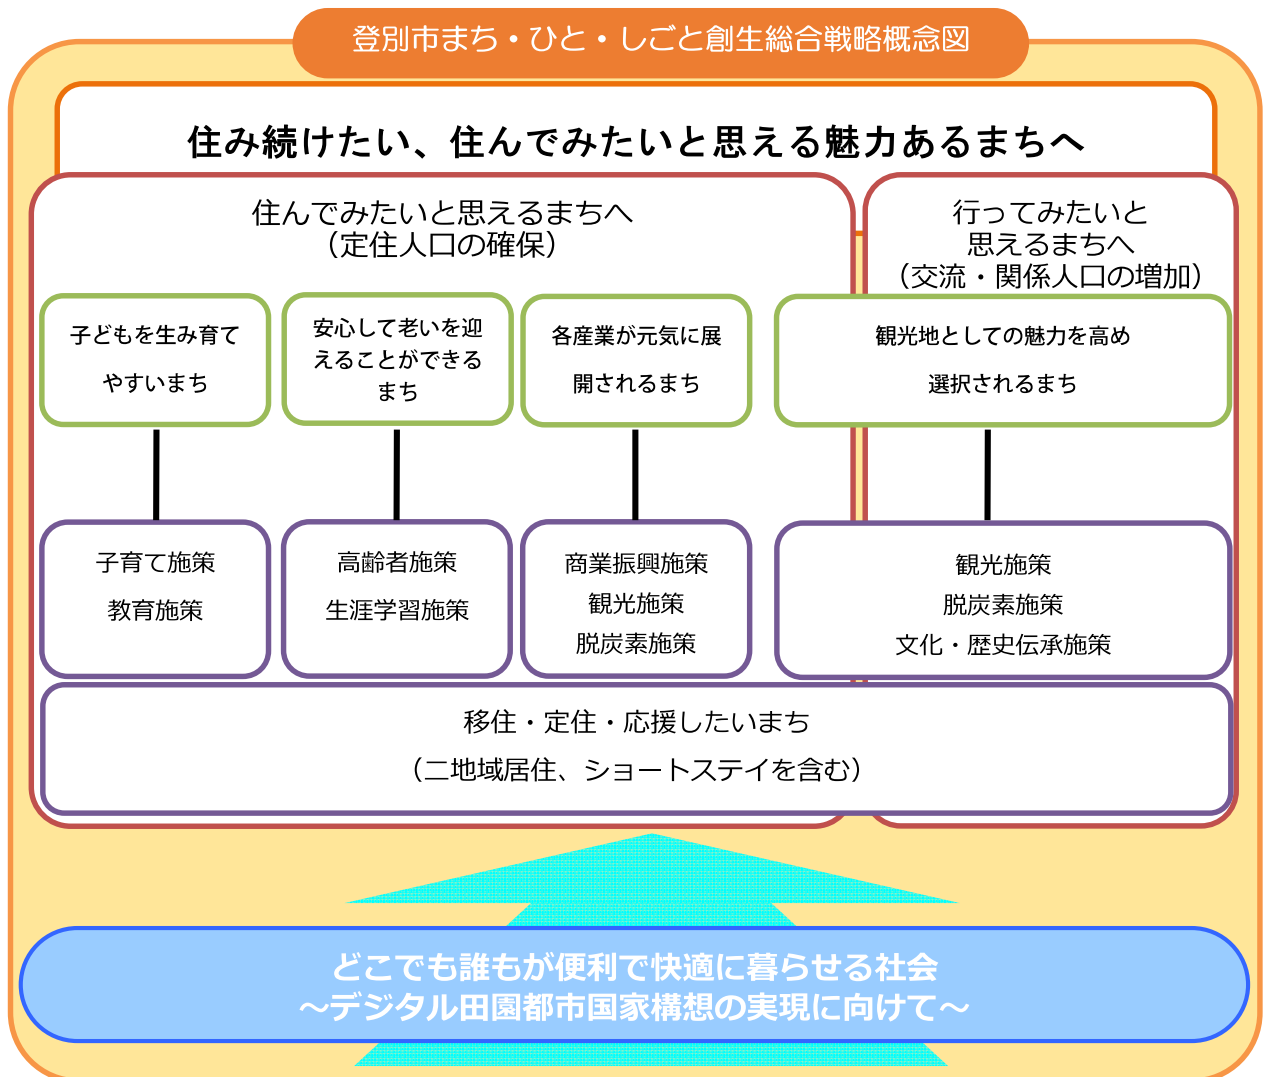 登別市まち・ひと・しごと創生総合戦略概念図
住み続けたい、住んでみたいと思える魅力あるまちへ
住んでみたいと思えるまちへ
（定住人口の確保）
行ってみたいと
思えるまちへ
（交流・関係人口の増加）
子どもを生み育て
やすいまち
安心して老いを迎
えることができる
まち
各産業が元気に展
開されるまち
観光地としての魅力を高め
選択されるまち
子育て施策
教育施策
高齢者施策
生涯学習施策
商業振興施策
観光施策
脱炭素施策
観光施策
脱炭素施策
文化・歴史伝承施策
移住・定住・応援したいまち
（二地域居住、ショートステイを含む）
どこでも誰もが便利で快適に暮らせる社会
～デジタル田園都市国家構想の実現に向けて～